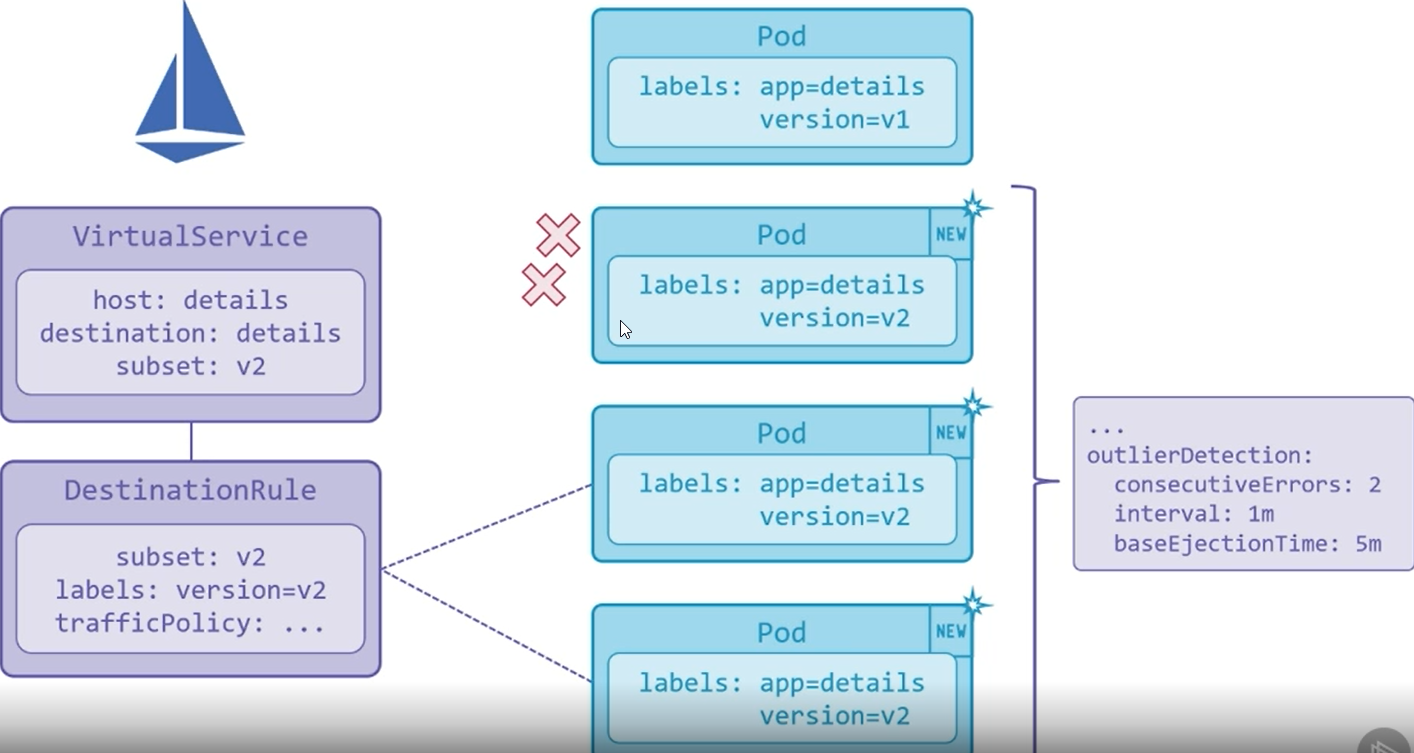 Pod
labels: app=details
version=v1
VirtualService
host: details
destination: details
subset: v2
Pod
NEW
labels: app=details
version=v2
DestinationRule
subset: v2
labels: version=v2
trafficPolicy: ...
Pod
NEW
labels: app=details
version=v2
Pod
NEW
labels: app=details
version=v2
...
outlierDetection:
consecutiveErrors: 2
interval: 1m
baseEjectionTime: 5m